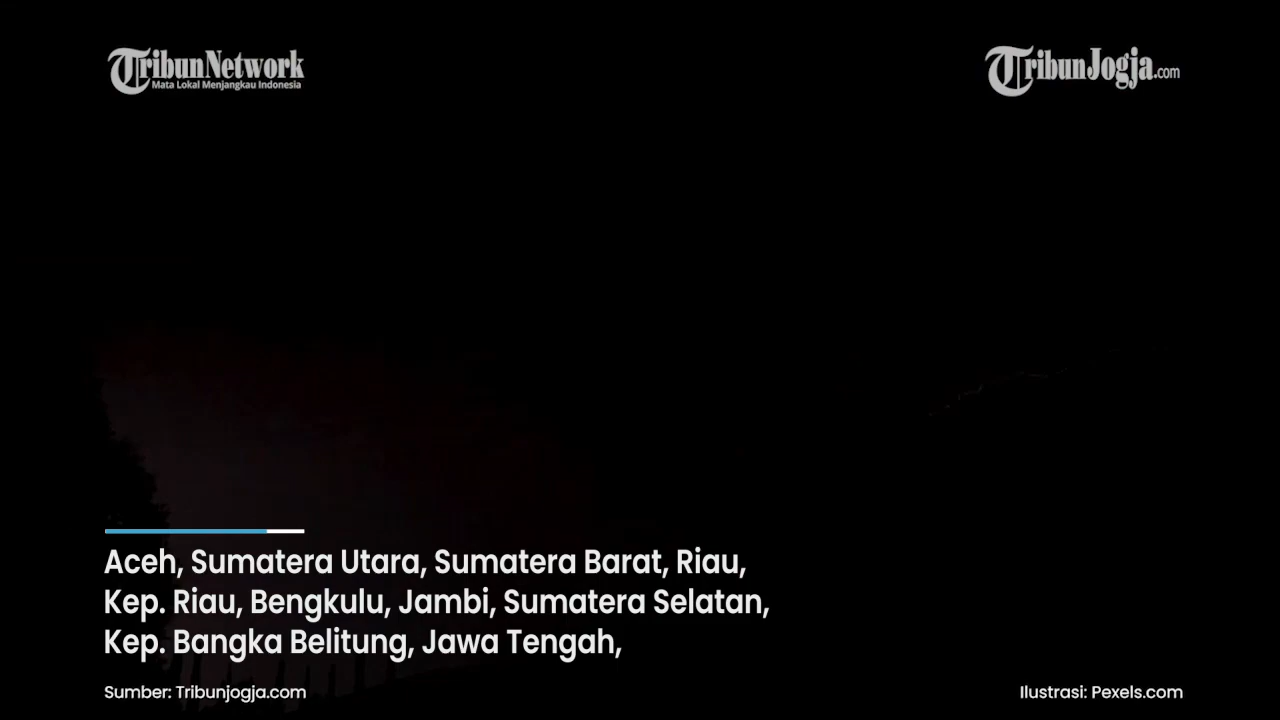 TribunNetwork
Mata Lokal Menjangkau Indonesia
TribunJogja.com
Aceh, Sumatera Utara, Sumatera Barat, Riau,
Kep. Riau, Bengkulu, Jambi, Sumatera Selatan,
Kep. Bangka Belitung, Jawa Tengah,
Sumber: Tribunjogja.com
Ilustrasi: Pexels.com